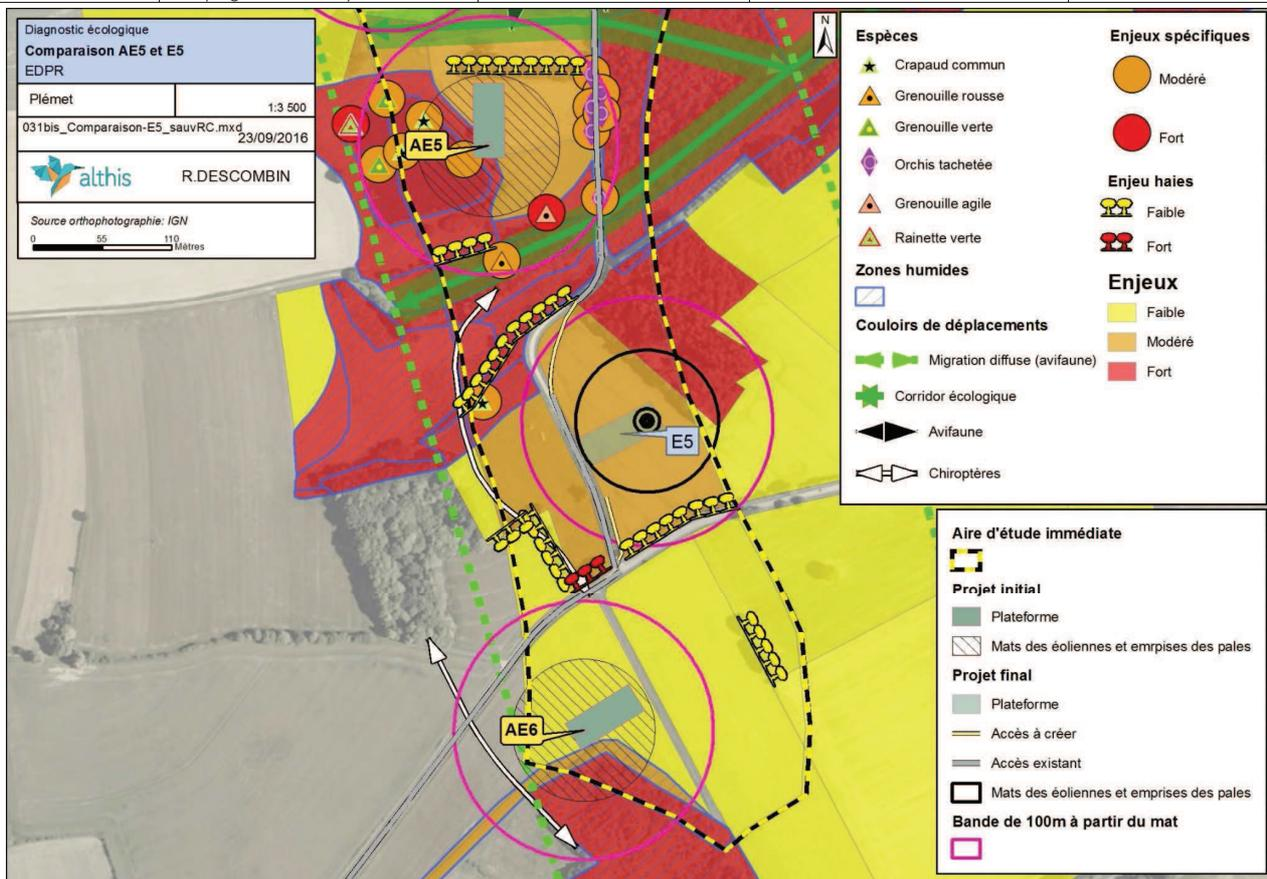 Diagnostic écologique
Comparaison AE5 et E5
EDPR
Plémet
1:3 500
031bis_Comparaison-E5_sauvRC.mxd
23/09/2016
althis
R.DESCOMBIN
Source orthophotographie: IGN
0 55 110
Mètres
N
AE5
E5
AE6
Espèces
Crapaud commun
Grenouille rousse
Grenouille verte
Orchis tachetée
Grenouille agile
Rainette verte
Zones humides
Couloirs de déplacements
Migration diffuse (avifaune)
Corridor écologique
Avifaune
Chiroptères
Enjeux spécifiques
Modéré
Fort
Enjeu haies
Faible
Fort
Enjeux
Faible
Modéré
Fort
Aire d'étude immédiate
Projet initial
Plateforme
Mats des éoliennes et emrpises des pales
Projet final
Plateforme
Accès à créer
Accès existant
Mats des éoliennes et emprises des pales
Bande de 100m à partir du mat